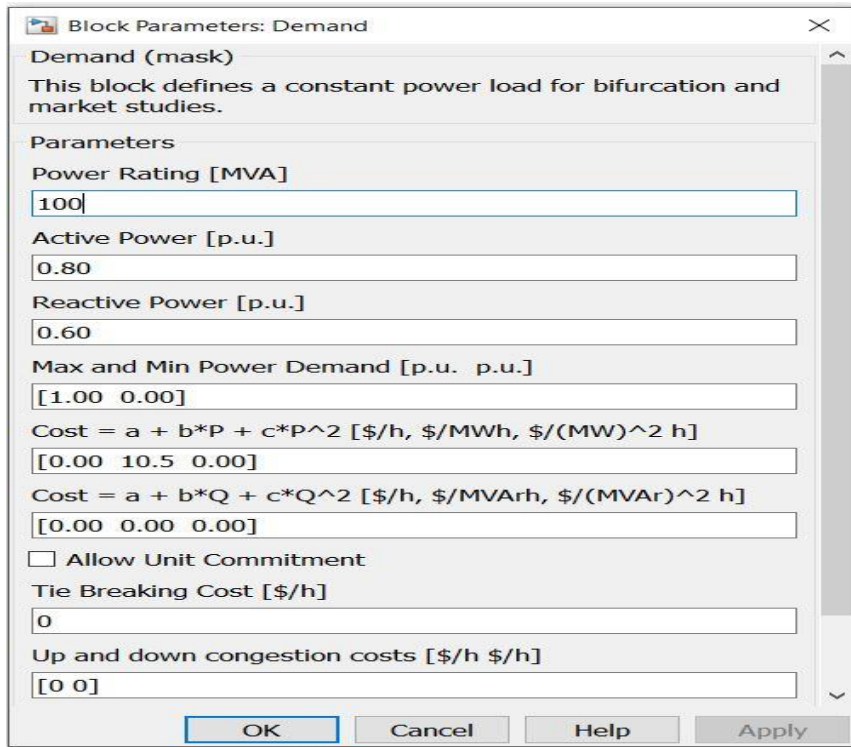 Block Parameters: Demand
Demand (mask)
This block defines a constant power load for bifurcation and
market studies.
Parameters
Power Rating [MVA]
100
Active Power [p.u.]
0.80
Reactive Power [p.u.]
0.60
Max and Min Power Demand [p.u.  p.u.]
[1.00  0.00]
Cost = a + b*P + c*P^2 [$/h, $/MWh, $/(MW)^2 h]
[0.00  10.5  0.00]
Cost = a + b*Q + c*Q^2 [$/h, $/MVArh, $/(MVAr)^2 h]
[0.00  0.00  0.00]
Allow Unit Commitment
Tie Breaking Cost [$/h]
0
Up and down congestion costs [$/h $/h]
[0 0]
OK Cancel Help Apply